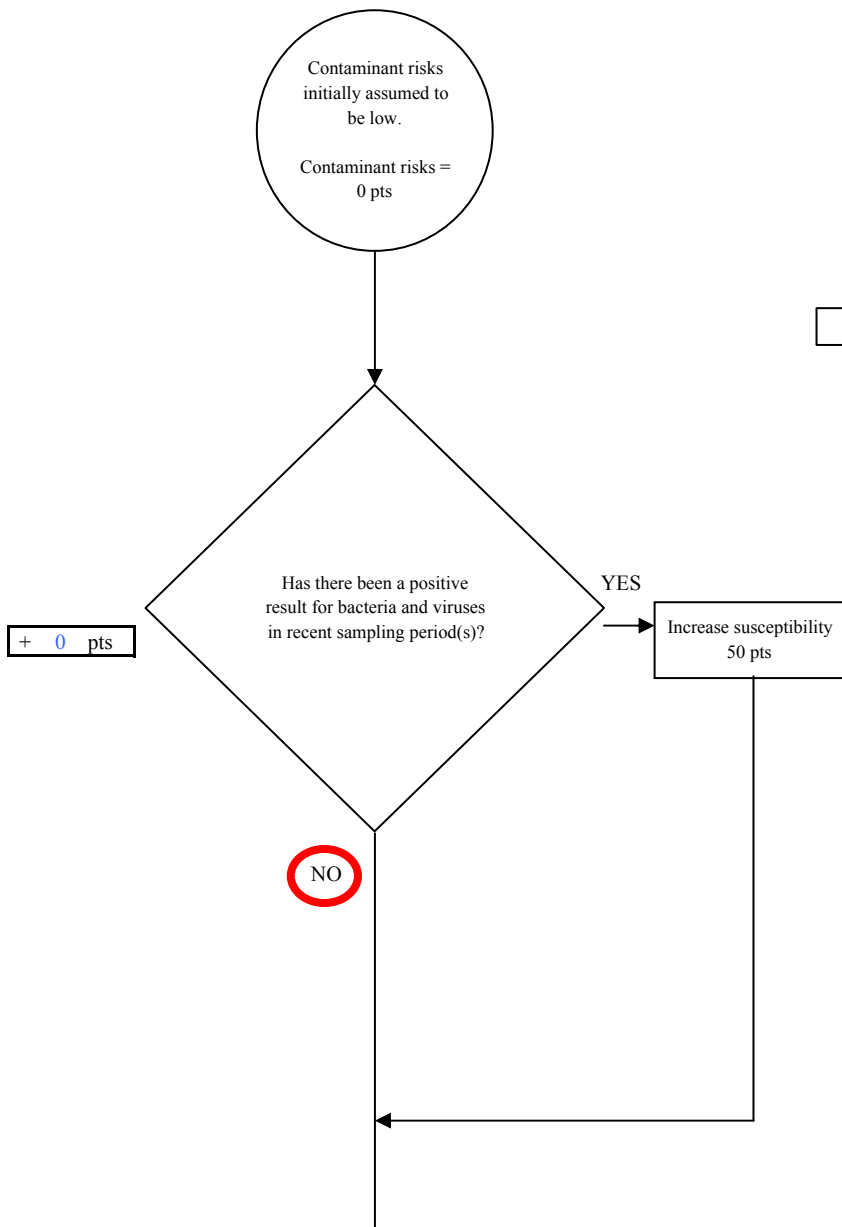 Contaminant risks
initially assumed to
be low.
Contaminant risks =
0 pts
Has there been a positive
result for bacteria and viruses
in recent sampling period(s)?
YES
Increase susceptibility
50 pts
+ 0 pts
NO